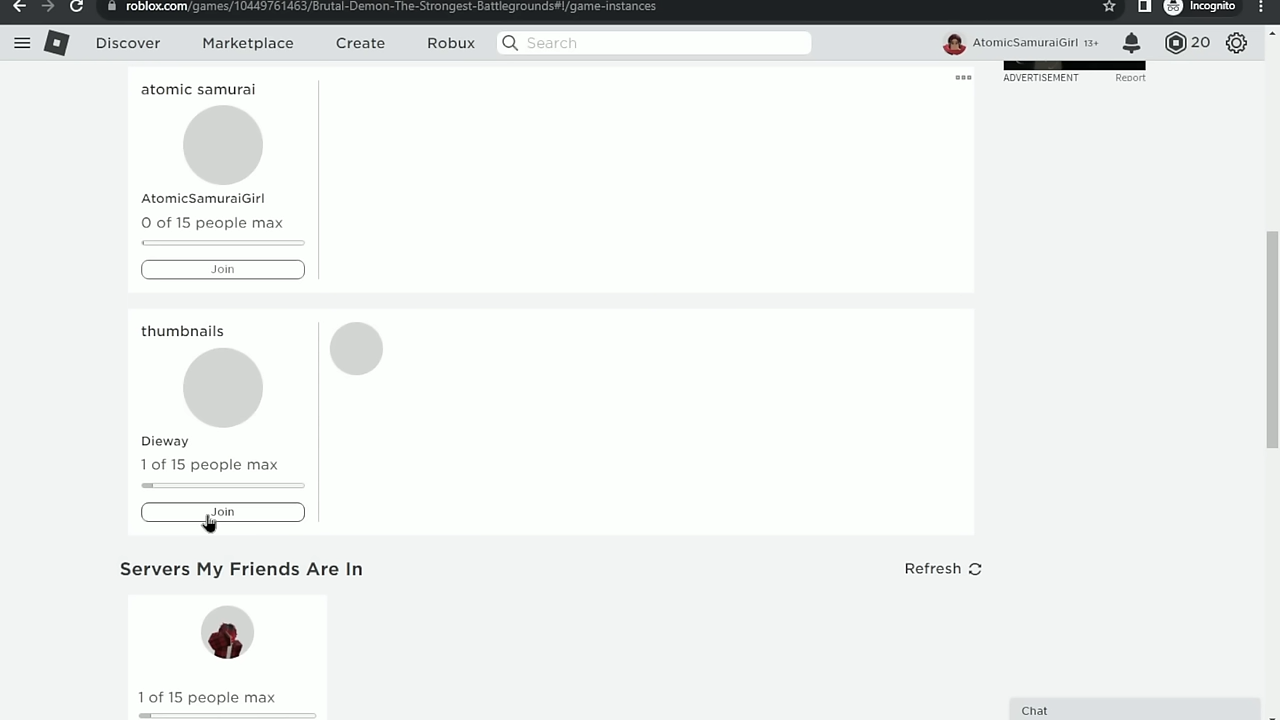 roblox.com/games/10449761463/Brutal-Demon-The-Strongest-Battlegrounds#!/game-instances
Incognito
Discover
Marketplace
Create
Robux
Search
AtomicSamuraiGirl 13+
20
ADVERTISEMENT
Report
atomic samurai
AtomicSamuraiGirl
0 of 15 people max
Join
thumbnails
Dieway
1 of 15 people max
Join
Servers My Friends Are In
Refresh
1 of 15 people max
Chat